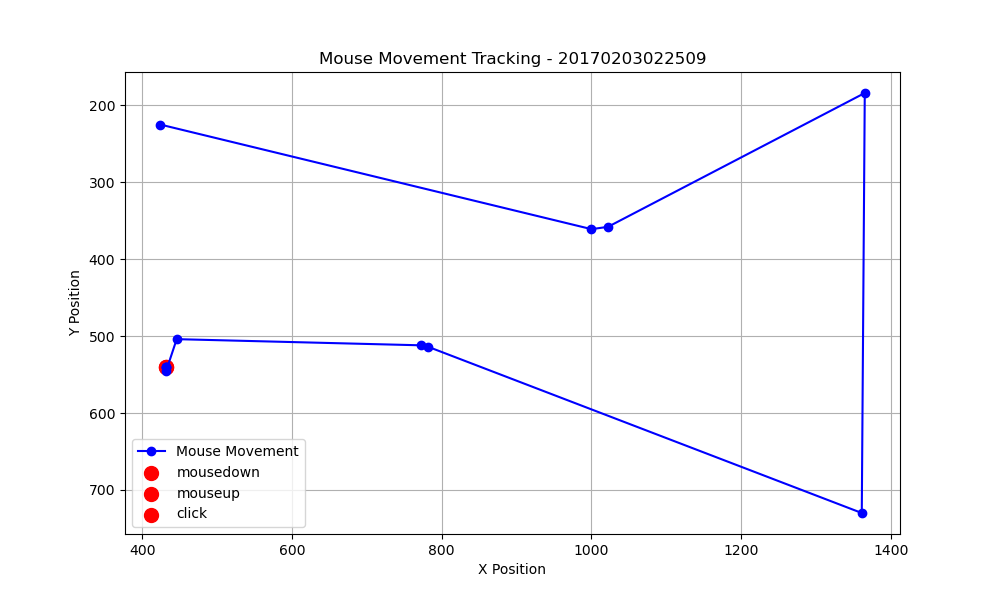 Mouse Movement Tracking - 20170203022509
200
300
400
500
600
700
Y Position
Mouse Movement
mousedown
mouseup
click
400 600 800 1000 1200 1400
X Position